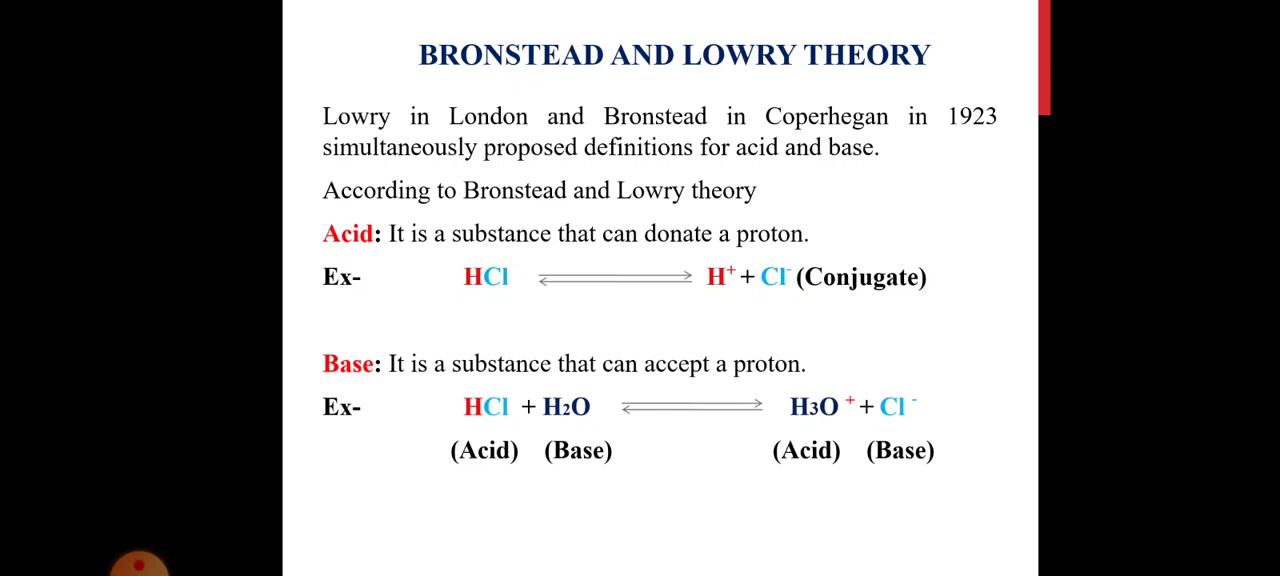 BRONSTEAD AND LOWRY THEORY
Lowry in London and Bronstead in Coperhegan in 1923
simultaneously proposed definitions for acid and base.
According to Bronstead and Lowry theory
Acid: It is a substance that can donate a proton.
Ex- HCl ⇌ H⁺ + Cl⁻ (Conjugate)
Base: It is a substance that can accept a proton.
Ex- HCl + H2O ⇌ H3O ⁺ + Cl ⁻
(Acid) (Base) (Acid) (Base)